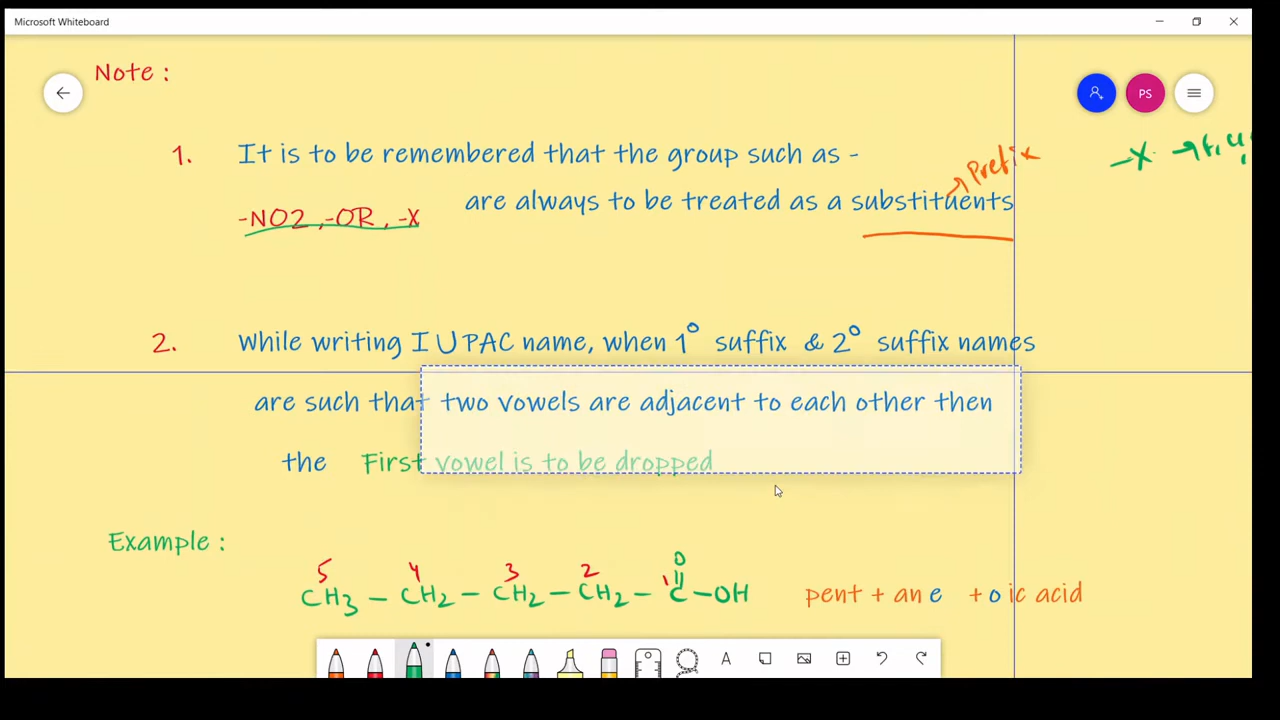 Microsoft Whiteboard
Note :
PS
1. It is to be remembered that the group such as -
Prefix
-X → F, Cl,
-NO2 , -OR , -X are always to be treated as a substituents
2. While writing I U PAC name, when 1° suffix & 2° suffix names
are such that two vowels are adjacent to each other then
the First vowel is to be dropped
Example :
5 4 3 2 1 O
CH3 – CH2 – CH2 – CH2 – C – OH pent + an e + o ic acid
A